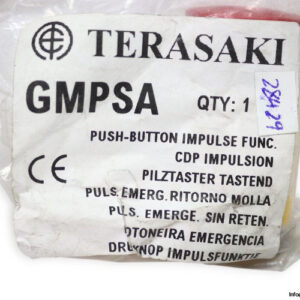 TERASAKI
GMPSA QTY: 1
PUSH-BUTTON IMPULSE FUNC.
CDP IMPULSION
CE
PILZTASTER TASTEND
PULS. EMERG. RITORNO MOLLA
PULS. EMERGE. SIN RETEN.
OTONEIRA EMERGENCIA
IMPULSFUNKTIE